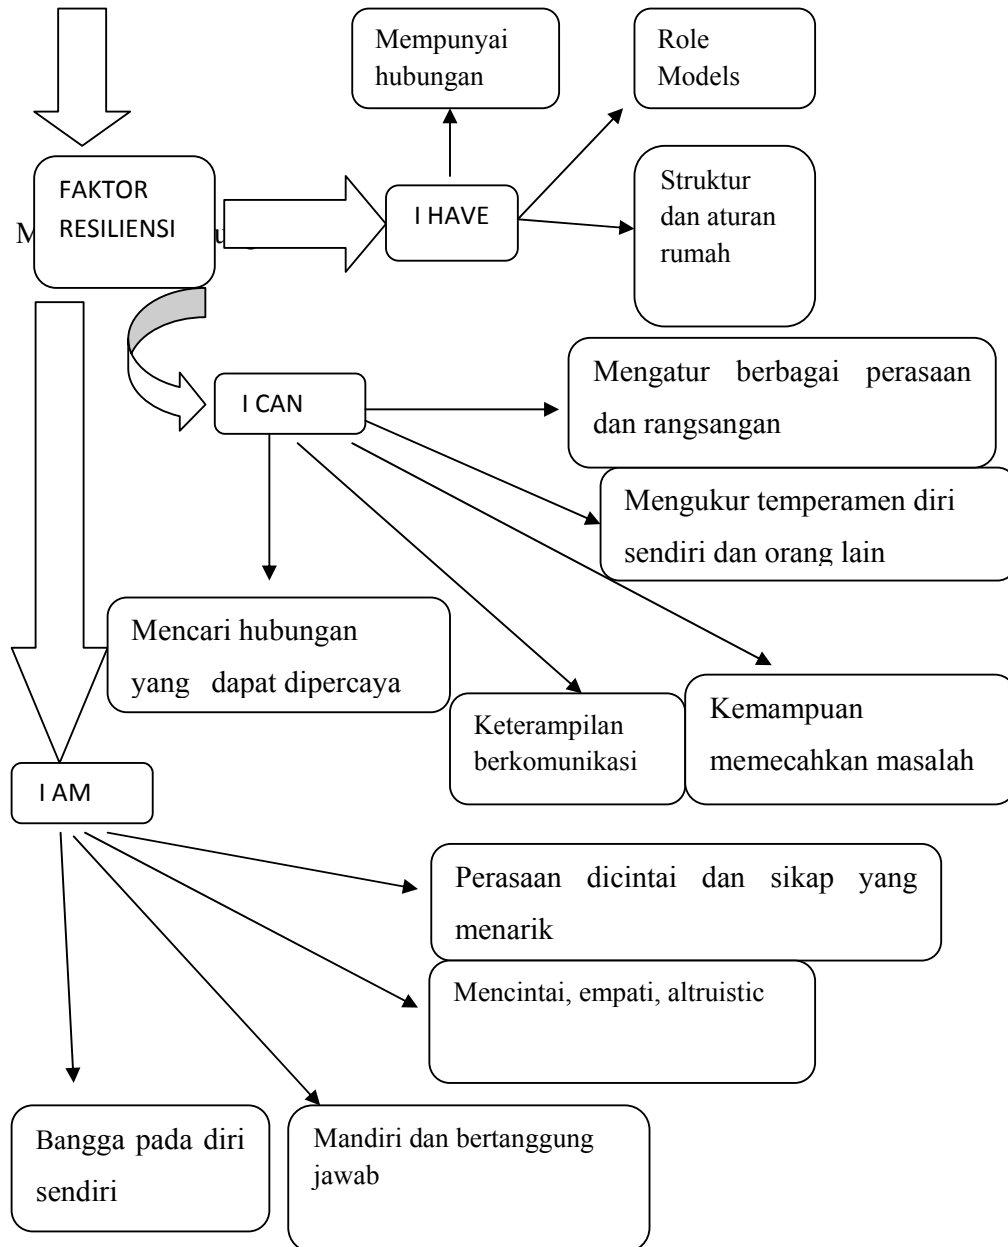 Mempunyai
hubungan
Role
Models
FAKTOR
RESILIENSI
I HAVE
Struktur
dan aturan
rumah
I CAN
Mengatur berbagai perasaan
dan rangsangan
Mengukur temperamen diri
sendiri dan orang lain
Mencari hubungan
yang dapat dipercaya
Keterampilan
berkomunikasi
Kemampuan
memecahkan masalah
I AM
Perasaan dicintai dan sikap yang
menarik
Mencintai, empati, altruistic
Bangga pada diri
sendiri
Mandiri dan bertanggung
jawab